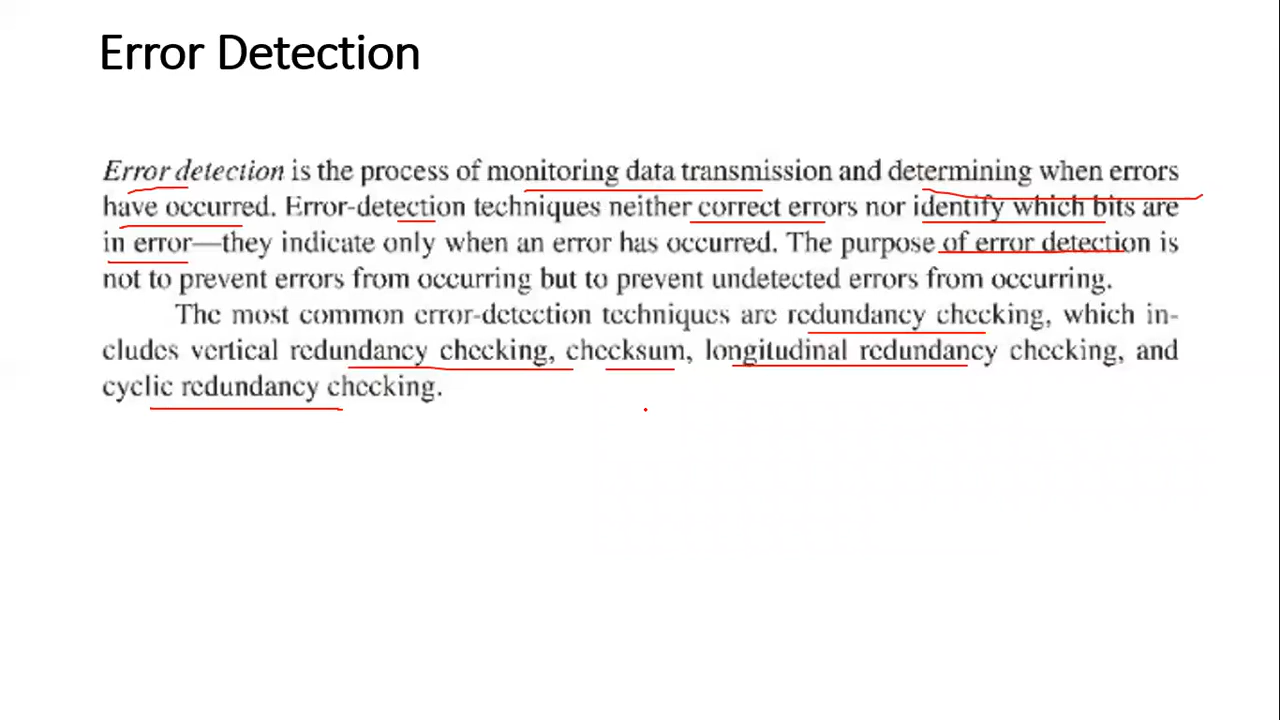 Error Detection
Error detection is the process of monitoring data transmission and determining when errors
have occurred. Error-detection techniques neither correct errors nor identify which bits are
in error—they indicate only when an error has occurred. The purpose of error detection is
not to prevent errors from occurring but to prevent undetected errors from occurring.
The most common error-detection techniques are redundancy checking, which in-
cludes vertical redundancy checking, checksum, longitudinal redundancy checking, and
cyclic redundancy checking.